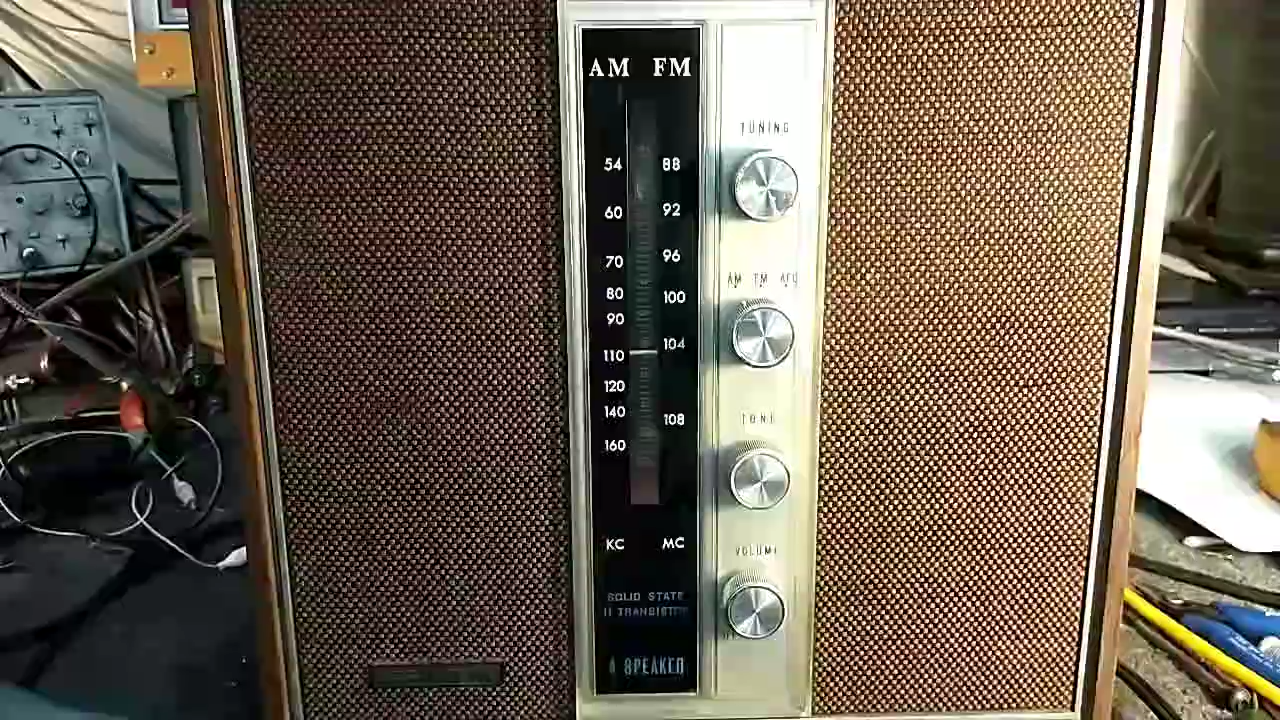 AM FM
54 88
60 92
70 96
80 100
90
110 104
120
140 108
160
KC MC
SOLID STATE
11 TRANSISTOR
4 SPEAKER
TUNING
AM FM AFC
TONE
VOLUME